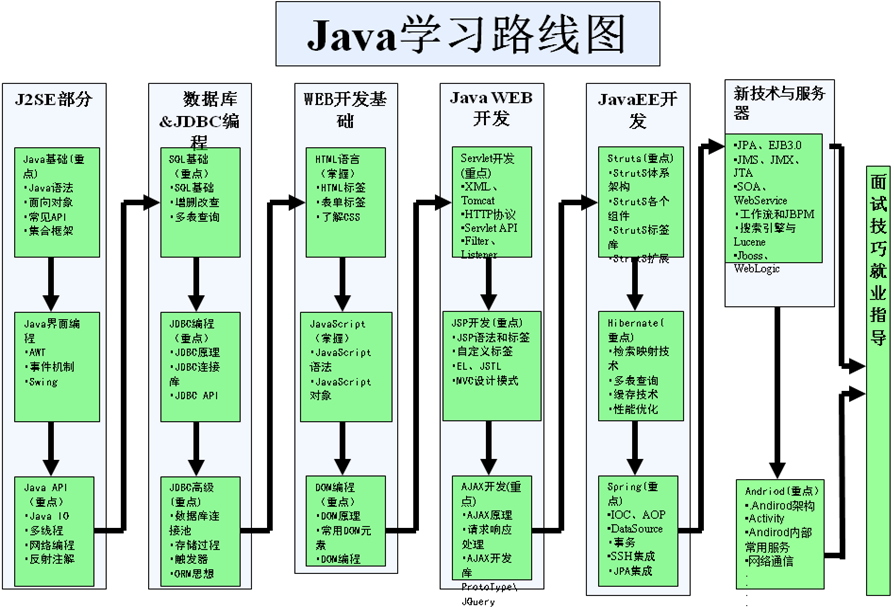 Java学习路线图
J2SE部分
Java基础(重
点)
•Java语法
•面向对象
•常见API
•集合框架
Java界面编
程
•AWT
•事件机制
•Swing
Java API
（重点）
•Java IO
•多线程
•网络编程
•反射注解
数据库
&JDBC编
程
SQL基础
（重点）
•SQL基础
•增删改查
•多表查询
JDBC编程
（重点）
•JDBC原理
•JDBC连接
库
•JDBC API
JDBC高级
(重点)
•数据库连
接池
•存储过程
•触发器
•ORM思想
WEB开发基
础
HTML语言
（掌握）
•HTML标签
•表单标签
•了解CSS
JavaScript
（掌握）
•JavaScript
语法
•JavaScript
对象
DOM编程
（重点）
•DOM原理
•常用DOM元
素
•DOM编程
Java WEB
开发
Servlet开发
(重点)
•XML、
Tomcat
•HTTP协议
•Servlet API
•Filter、
Listener
JSP开发(重点)
•JSP语法和标签
•自定义标签
•EL、JSTL
•MVC设计模式
AJAX开发(重
点)
•AJAX原理
•请求响应
处理
•AJAX开发
库
ProtoType\
JQuery
JavaEE开
发
Struts(重点)
•StrutS体系
架构
•StrutS各个
组件
•StrutS标签
库
•StrutS扩展
Hibernate(
重点)
•检索映射技
术
•多表查询
•缓存技术
•性能优化
Spring(重
点)
•IOC、AOP
•DataSource
•事务
•SSH集成
•JPA集成
新技术与服务
器
•JPA、EJB3.0
•JMS、JMX、
JTA
•SOA、
WebService
•工作流和JBPM
•搜索引擎与
Lucene
•Jboss、
WebLogic
Andriod(重点)
•.Andirod架构
•Activity
•Andirod内部
常用服务
•网络通信
.
.
.
面试技巧就业指导